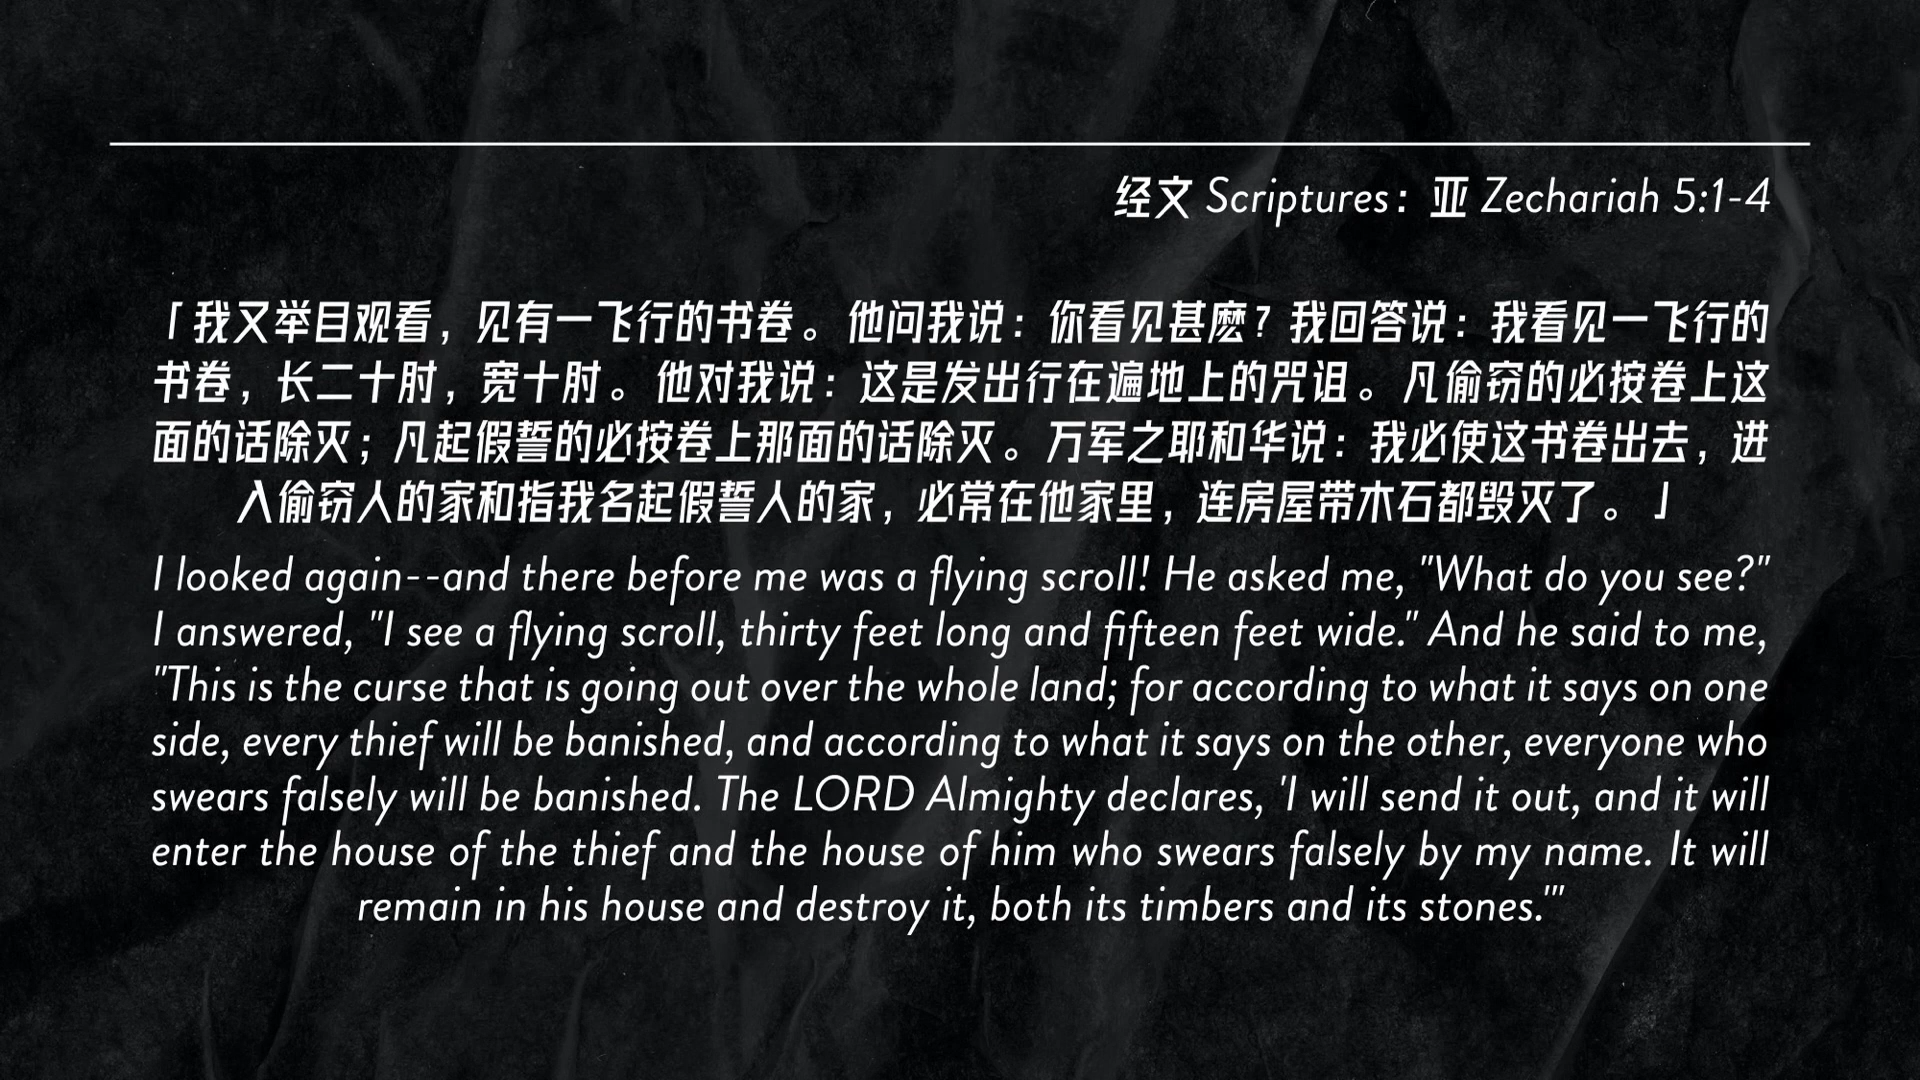 经文 Scriptures：亚 Zechariah 5:1-4
「我又举目观看，见有一飞行的书卷。他问我说：你看见甚麽？我回答说：我看见一飞行的
书卷，长二十肘，宽十肘。他对我说：这是发出行在遍地上的咒诅。凡偷窃的必按卷上这
面的话除灭；凡起假誓的必按卷上那面的话除灭。万军之耶和华说：我必使这书卷出去，进
入偷窃人的家和指我名起假誓人的家，必常在他家里，连房屋带木石都毁灭了。」
I looked again--and there before me was a flying scroll! He asked me, "What do you see?"
I answered, "I see a flying scroll, thirty feet long and fifteen feet wide." And he said to me,
"This is the curse that is going out over the whole land; for according to what it says on one
side, every thief will be banished, and according to what it says on the other, everyone who
swears falsely will be banished. The LORD Almighty declares, 'I will send it out, and it will
enter the house of the thief and the house of him who swears falsely by my name. It will
remain in his house and destroy it, both its timbers and its stones.'"